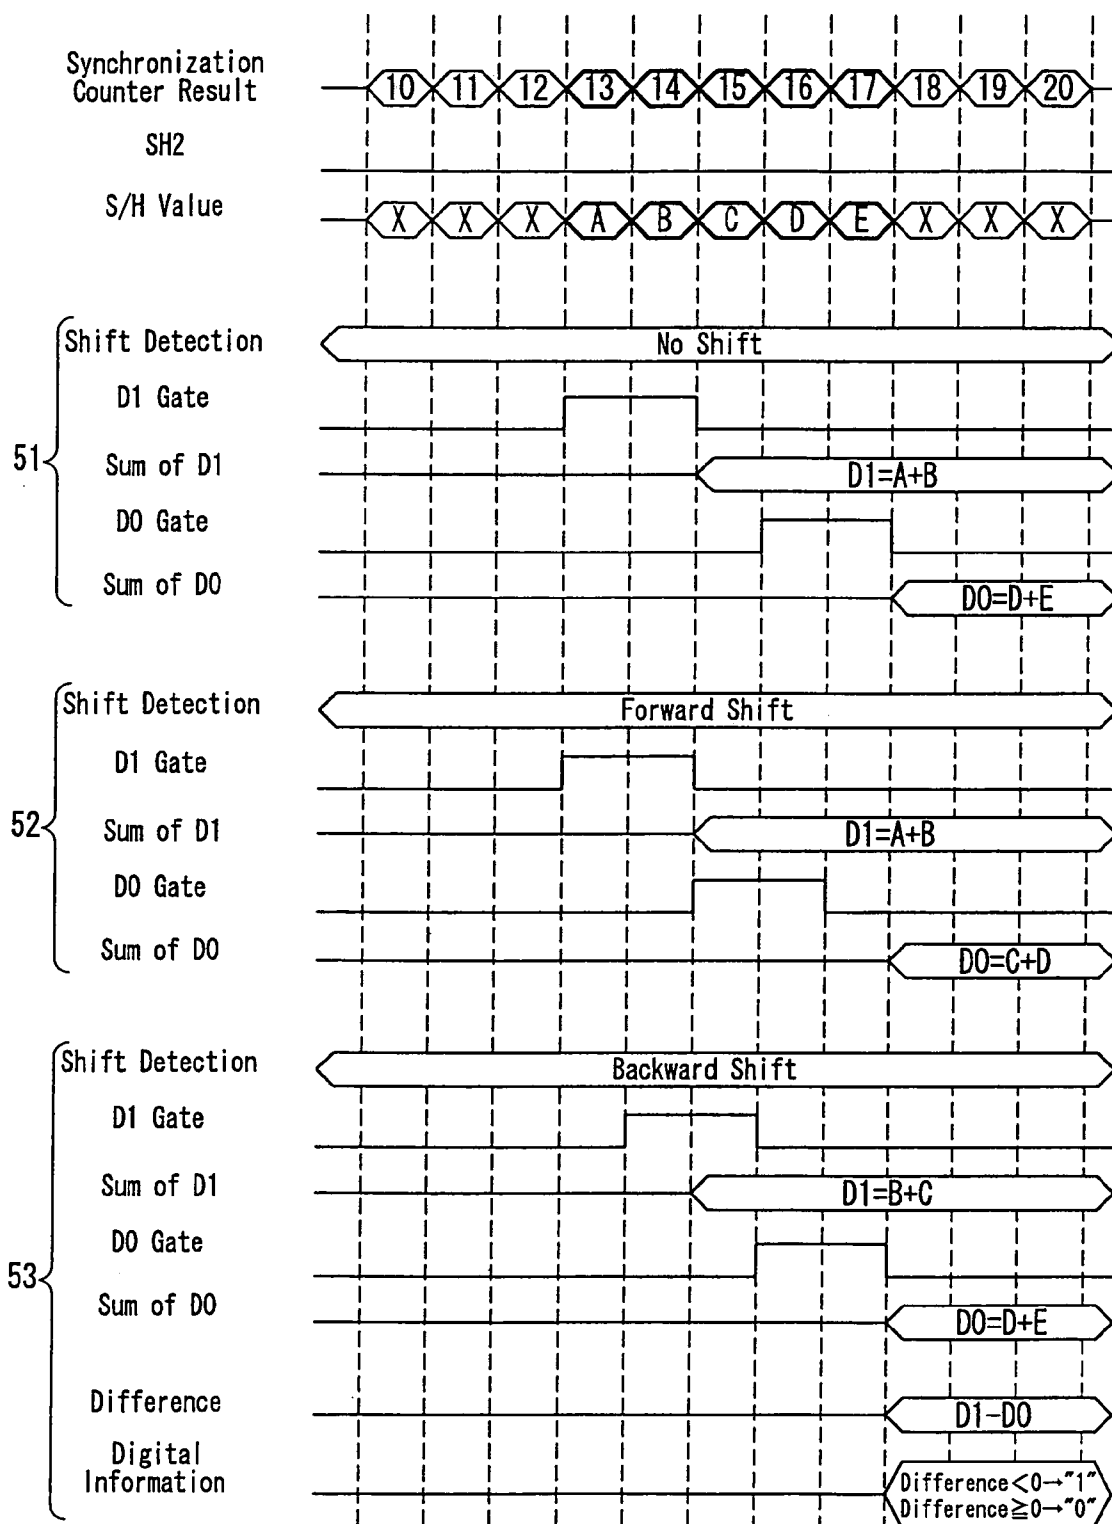 Synchronization
Counter Result
10 11 12 13 14 15 16 17 18 19 20
SH2
S/H Value
X X X A B C D E X X X
51
Shift Detection
No Shift
D1 Gate
Sum of D1
D1=A+B
D0 Gate
Sum of D0
D0=D+E
52
Shift Detection
Forward Shift
D1 Gate
Sum of D1
D1=A+B
D0 Gate
Sum of D0
D0=C+D
53
Shift Detection
Backward Shift
D1 Gate
Sum of D1
D1=B+C
D0 Gate
Sum of D0
D0=D+E
Difference
D1-D0
Digital
Information
Difference<0→"1"
Difference≧0→"0"